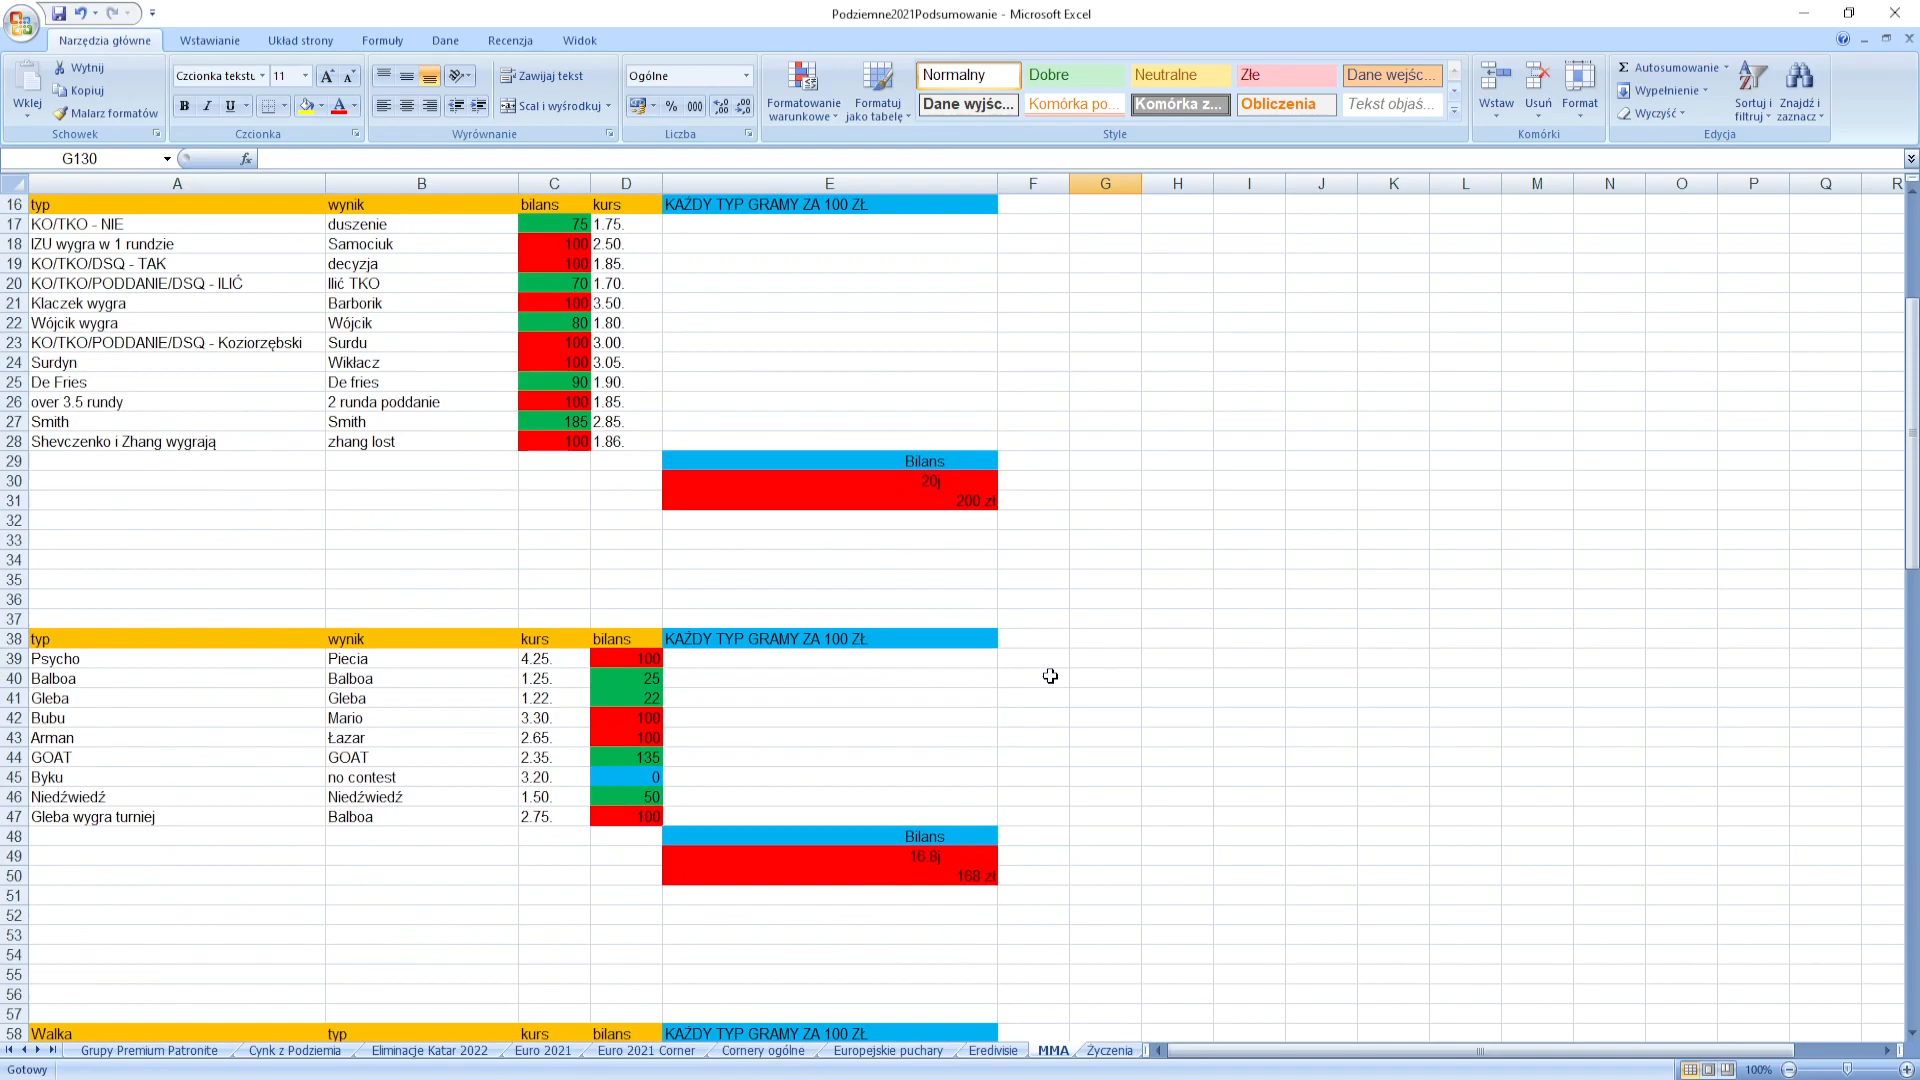 Podziemne2021Podsumowanie - Microsoft Excel
Narzędzia główne Wstawianie Układ strony Formuły Dane Recenzja Widok
Wklej Wytnij Kopiuj Malarz formatów Schowek
Czcionka tekstu 11 B I U A Czcionka
Zawijaj tekst Scal i wyśrodkuj Wyrównanie
Ogólne % 000 Liczba
Formatowanie warunkowe Formatuj jako tabelę
Normalny Dobre Neutralne Złe Dane wejśc...
Dane wyjśc... Komórka po... Komórka z... Obliczenia Tekst objaś...
Style
Wstaw Usuń Format Komórki
Autosumowanie Wypełnienie Wyczyść
Sortuj i filtruj Znajdź i zaznacz Edycja
G130 fx
A B C D E F G H I J K L M N O P Q R
16 typ wynik bilans kurs KAŻDY TYP GRAMY ZA 100 ZŁ
17 KO/TKO - NIE duszenie 75 1.75.
18 IZU wygra w 1 rundzie Samociuk 100 2.50.
19 KO/TKO/DSQ - TAK decyzja 100 1.85.
20 KO/TKO/PODDANIE/DSQ - ILIĆ Ilić TKO 70 1.70.
21 Klaczek wygra Barborik 100 3.50.
22 Wójcik wygra Wójcik 80 1.80.
23 KO/TKO/PODDANIE/DSQ - Koziorzębski Surdu 100 3.00.
24 Surdyn Wikłacz 100 3.05.
25 De Fries De fries 90 1.90.
26 over 3.5 rundy 2 runda poddanie 100 1.85.
27 Smith Smith 185 2.85.
28 Shevczenko i Zhang wygrają zhang lost 100 1.86.
29 Bilans
30 20j
31 200 zł
32
33
34
35
36
37
38 typ wynik kurs bilans KAŻDY TYP GRAMY ZA 100 ZŁ
39 Psycho Piecia 4.25. 100
40 Balboa Balboa 1.25. 25
41 Gleba Gleba 1.22. 22
42 Bubu Mario 3.30. 100
43 Arman Łazar 2.65. 100
44 GOAT GOAT 2.35. 135
45 Byku no contest 3.20. 0
46 Niedźwiedź Niedźwiedź 1.50. 50
47 Gleba wygra turniej Balboa 2.75. 100
48 Bilans
49 16.8j
50 168 zł
51
52
53
54
55
56
57
58 Walka typ kurs bilans KAŻDY TYP GRAMY ZA 100 ZŁ
Grupy Premium Patronite Cynk z Podziemia Eliminacje Katar 2022 Euro 2021 Euro 2021 Corner Cornery ogólne Europejskie puchary Eredivisie MMA Życzenia
Gotowy 100%